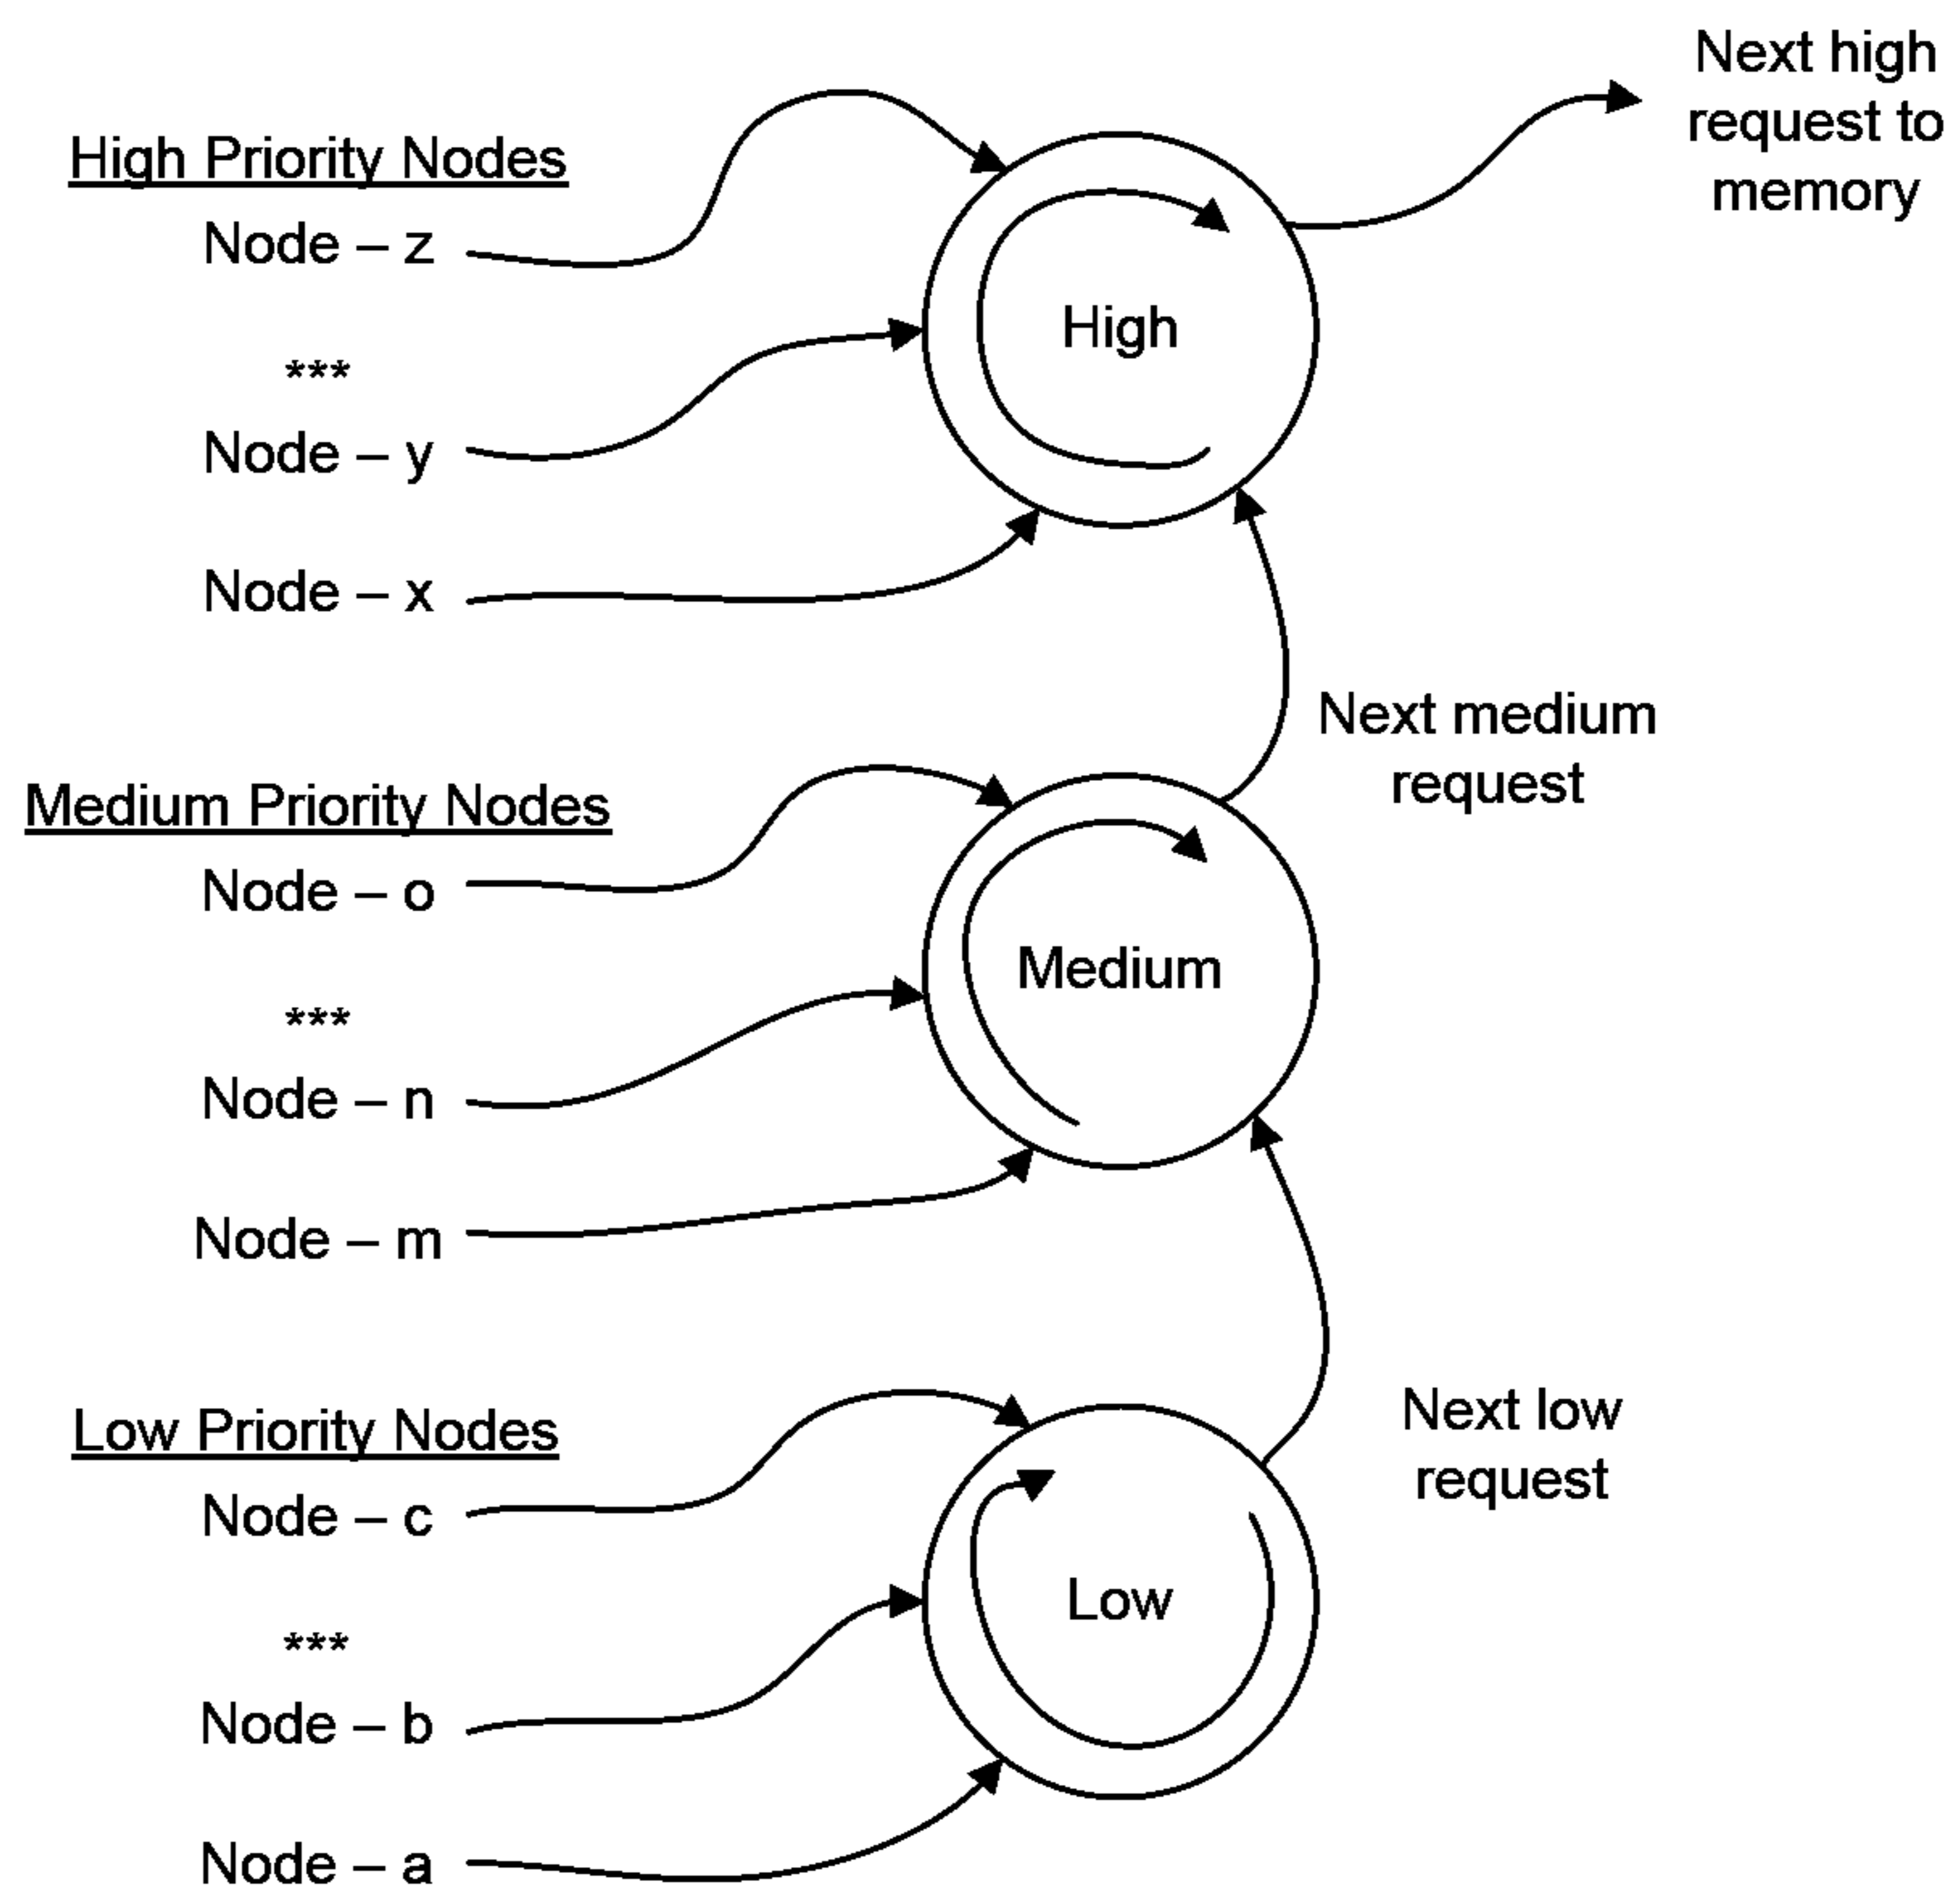 Next high
request to
memory
High Priority Nodes
Node – z
***
Node – y
Node – x
High
Next medium
request
Medium Priority Nodes
Node – o
***
Node – n
Node – m
Medium
Next low
request
Low Priority Nodes
Node – c
***
Node – b
Node – a
Low